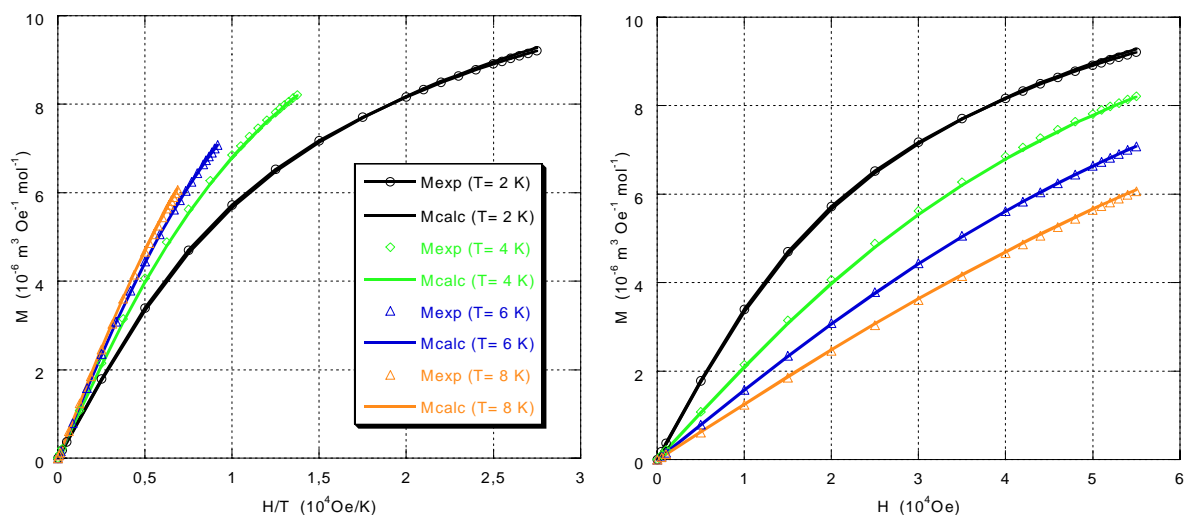 10
8
6
4
2
0
M (10⁻⁶ m³ Oe⁻¹ mol⁻¹)
0
0,5
1
1,5
2
2,5
3
H/T (10⁴Oe/K)
Mexp (T= 2 K)
Mcalc (T= 2 K)
Mexp (T= 4 K)
Mcalc (T= 4 K)
Mexp (T= 6 K)
Mcalc (T= 6 K)
Mexp (T= 8 K)
Mcalc (T= 8 K)
10
8
6
4
2
0
M (10⁻⁶ m³ Oe⁻¹ mol⁻¹)
0
1
2
3
4
5
6
H (10⁴Oe)